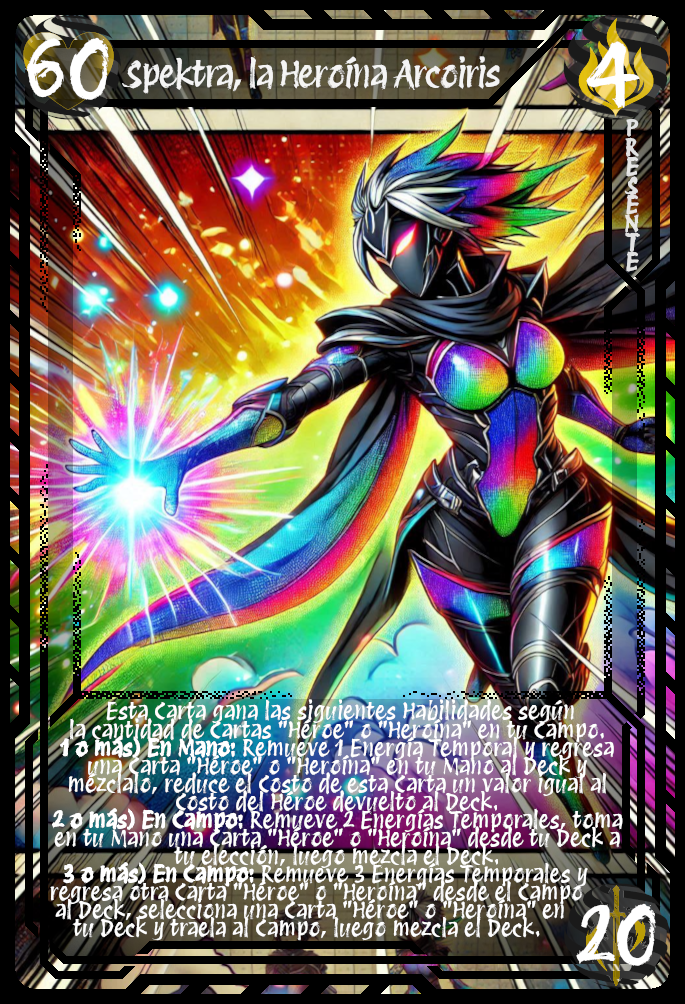 60
Spektra, la Heroína Arcoiris
4
PRESENTE
Esta Carta gana las siguientes Habilidades según
la cantidad de Cartas "Héroe" o "Heroína" en tu Campo.
1 o más) En Mano: Remueve 1 Energía Temporal y regresa
una Carta "Héroe" o "Heroína" en tu Mano al Deck y
mézclalo, reduce el Costo de esta Carta un valor igual al
Costo del Héroe devuelto al Deck.
2 o más) En Campo: Remueve 2 Energías Temporales, toma
en tu Mano una Carta "Héroe" o "Heroína" desde tu Deck a
tu elección, luego mezcla el Deck.
3 o más) En Campo: Remueve 3 Energías Temporales y
regresa otra Carta "Héroe" o "Heroína" desde el Campo
al Deck, selecciona una Carta "Héroe" o "Heroína" en
tu Deck y traela al Campo, luego mezcla el Deck.
20